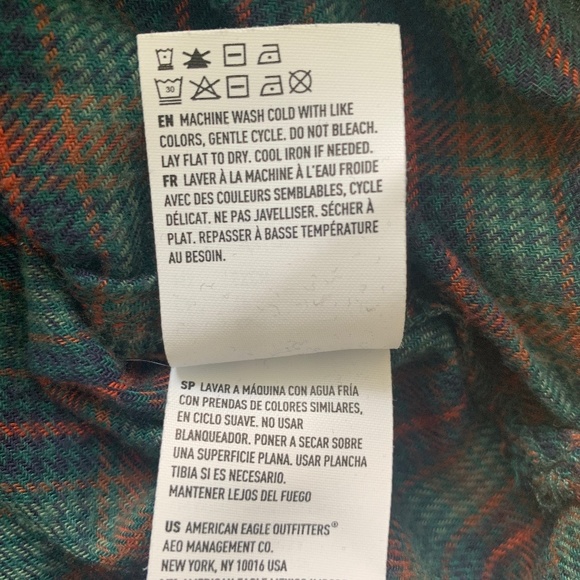 30
EN MACHINE WASH COLD WITH LIKE
COLORS, GENTLE CYCLE. DO NOT BLEACH.
LAY FLAT TO DRY. COOL IRON IF NEEDED.
FR LAVER À LA MACHINE À L'EAU FROIDE
AVEC DES COULEURS SEMBLABLES, CYCLE
DÉLICAT. NE PAS JAVELLISER. SÉCHER À
PLAT. REPASSER À BASSE TEMPÉRATURE
AU BESOIN.
SP LAVAR A MÁQUINA CON AGUA FRÍA
CON PRENDAS DE COLORES SIMILARES,
EN CICLO SUAVE. NO USAR
BLANQUEADOR. PONER A SECAR SOBRE
UNA SUPERFICIE PLANA. USAR PLANCHA
TIBIA SI ES NECESARIO.
MANTENER LEJOS DEL FUEGO
US AMERICAN EAGLE OUTFITTERS®
AEO MANAGEMENT CO.
NEW YORK, NY 10016 USA